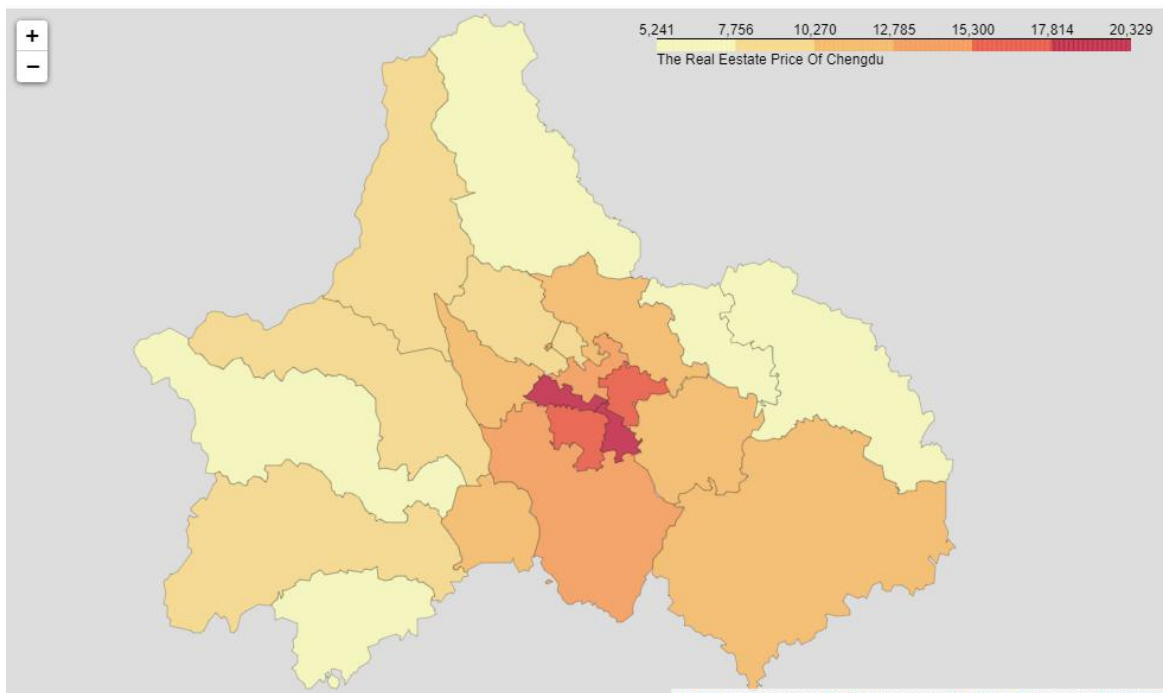 +
−
5,241 7,756 10,270 12,785 15,300 17,814 20,329
The Real Eestate Price Of Chengdu